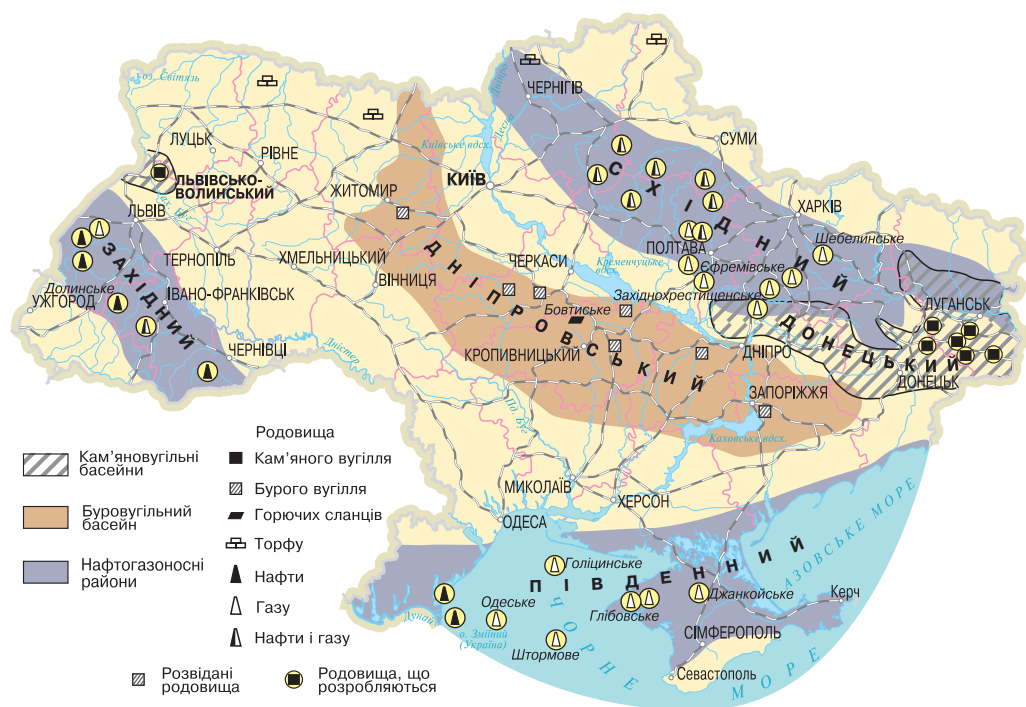 оз. Світязь
Дніпро
ЧЕРНІГІВ
Десна
СУМИ
ЛУЦЬК
РІВНЕ
Київське вдсх.
ЛЬВІВСЬКО-
ВОЛИНСЬКИЙ
ЖИТОМИР
КИЇВ
СХІДНИЙ
ХАРКІВ
ЛЬВІВ
Шебелинське
ПОЛТАВА
ЗАХІДНИЙ
ТЕРНОПІЛЬ
ХМЕЛЬНИЦЬКИЙ
ВІННИЦЯ
ЧЕРКАСИ
Кременчуцьке
вдсх.
Єфремівське
Долинське
УЖГОРОД
ІВАНО-ФРАНКІВСЬК
ДНІПРОВСЬКИЙ
Західнохрестищенське
ЛУГАНСЬК
Бовтиське
ДОНЕЦЬКИЙ
ЧЕРНІВЦІ
Дністер
КРОПИВНИЦЬКИЙ
ДНІПРО
ДОНЕЦЬК
ЗАПОРІЖЖЯ
Пд. Буг
Каховське вдсх.
МИКОЛАЇВ
ХЕРСОН
ОДЕСА
АЗОВСЬКЕ МОРЕ
ПІВДЕННИЙ
Голіцинське
Джанкойське
Керч
Одеське
Глібовське
Дунай
о. Зміїний
(Україна)
Штормове
СІМФЕРОПОЛЬ
Севастополь
ЧОРНЕ МОРЕ
Кам'яновугільні
басейни
Буровугільний
басейн
Нафтогазоносні
райони
Родовища
Кам'яного вугілля
Бурого вугілля
Горючих сланців
Торфу
Нафти
Газу
Нафти і газу
Розвідані
родовища
Родовища, що
розробляються